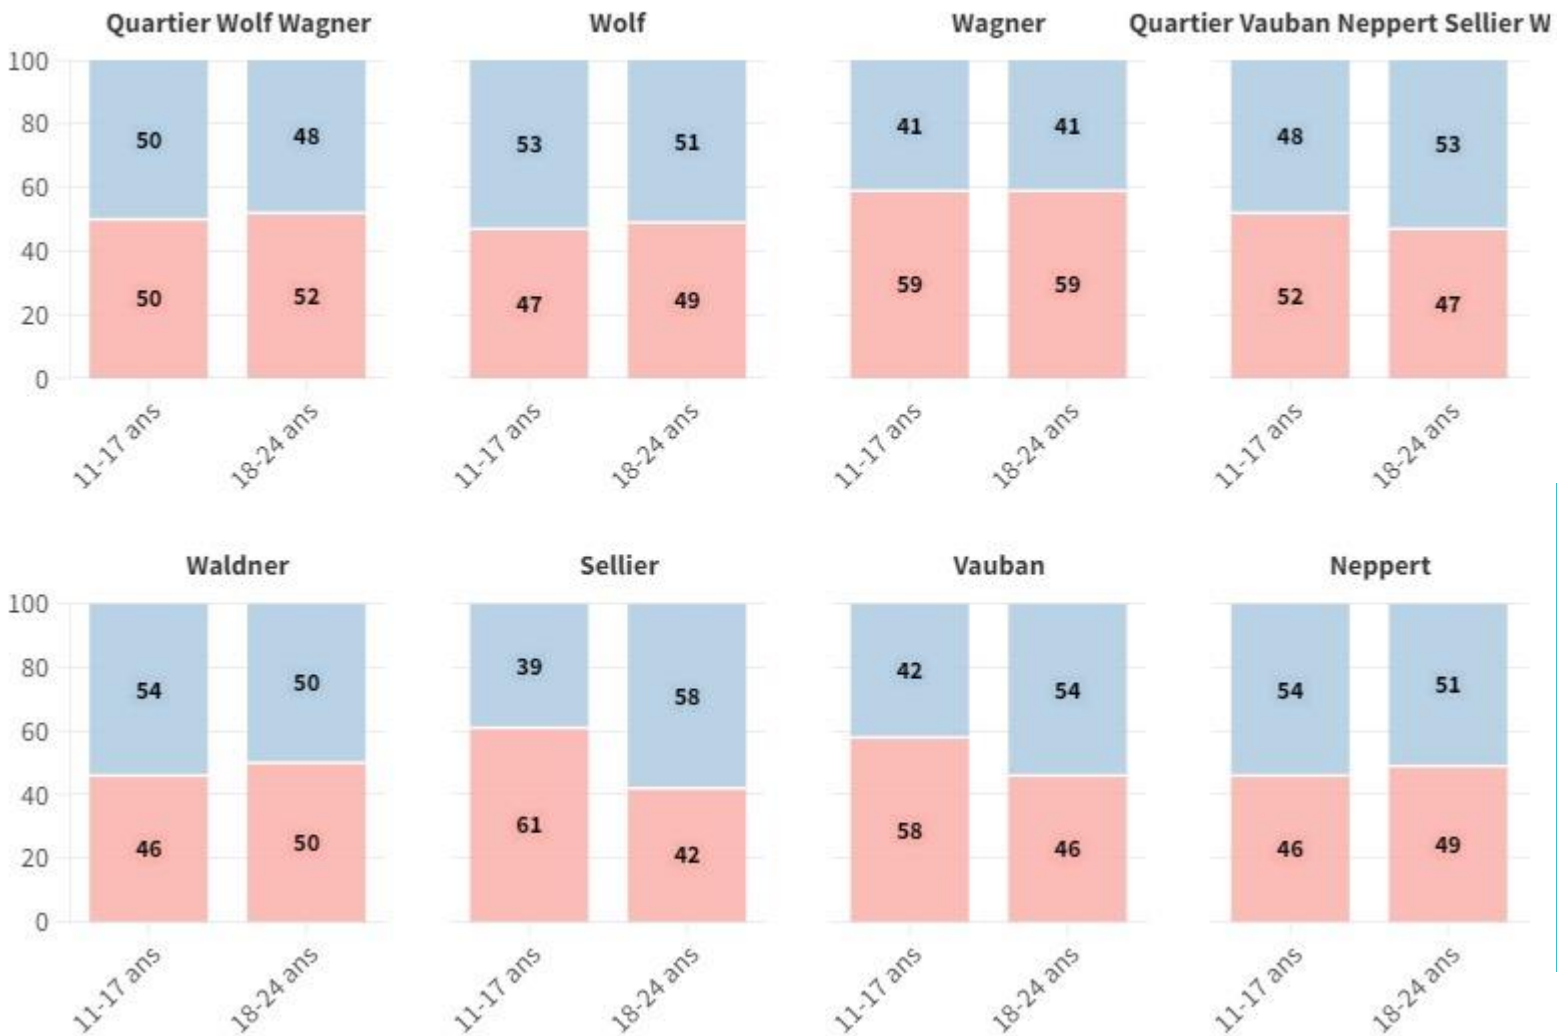 Quartier Wolf Wagner
Wolf
Wagner
Quartier Vauban Neppert Sellier W
100
80
60
40
20
0
50
48
50
52
53
51
47
49
41
41
59
59
48
53
52
47
11-17 ans
18-24 ans
11-17 ans
18-24 ans
11-17 ans
18-24 ans
11-17 ans
18-24 ans
Waldner
Sellier
Vauban
Neppert
100
80
60
40
20
0
54
50
46
50
39
58
61
42
42
54
58
46
54
51
46
49
11-17 ans
18-24 ans
11-17 ans
18-24 ans
11-17 ans
18-24 ans
11-17 ans
18-24 ans